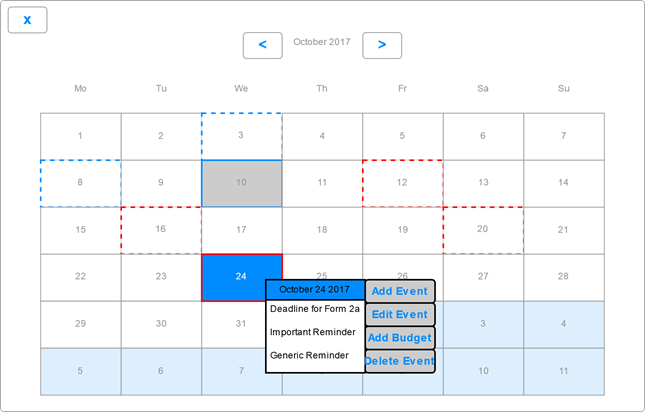 x
< October 2017 >
Mo Tu We Th Fr Sa Su
1 2 3 4 5 6 7
8 9 10 11 12 13 14
15 16 17 18 19 20 21
22 23 24 25 26 27 28
October 24 2017 Add Event
Deadline for Form 2a Edit Event
29 30 31 3 4
Important Reminder Add Budget
Generic Reminder Delete Event
5 6 7 10 11